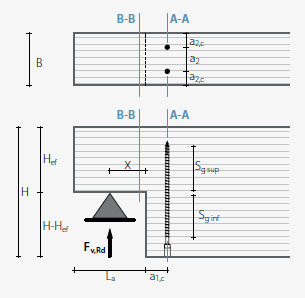 B-B A-A
a2,c
B
a2
a2,c
B-B A-A
Hef
X
Sg sup
H
H-Hef
Sg inf
Fv,Rd
La a1,c